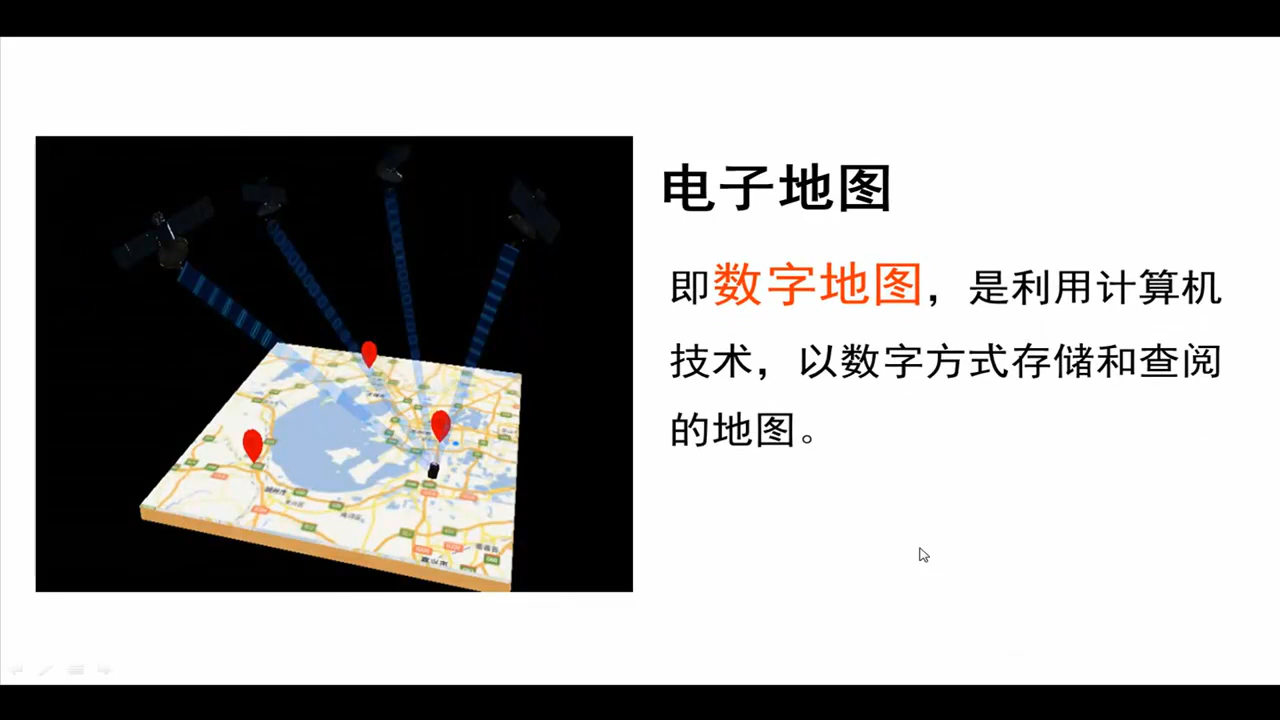 电子地图
即数字地图，是利用计算机
技术，以数字方式存储和查阅
的地图。